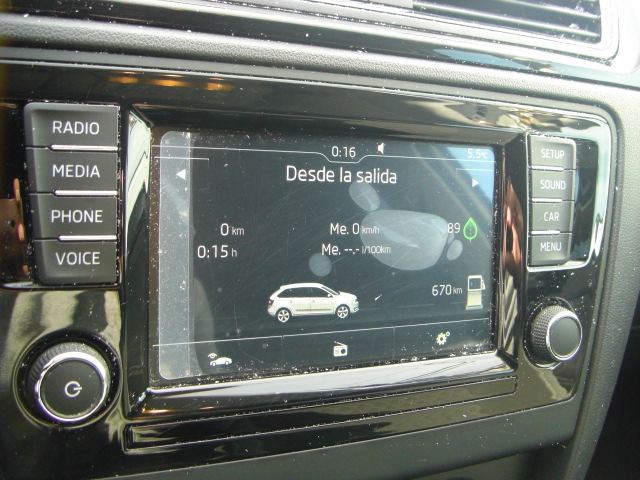 RADIO
MEDIA
PHONE
VOICE
0:16
5.5°C
Desde la salida
0 km
Me. 0 km/h
89
0:15 h
Me. --.- l/100km
670 km
SETUP
SOUND
CAR
MENU